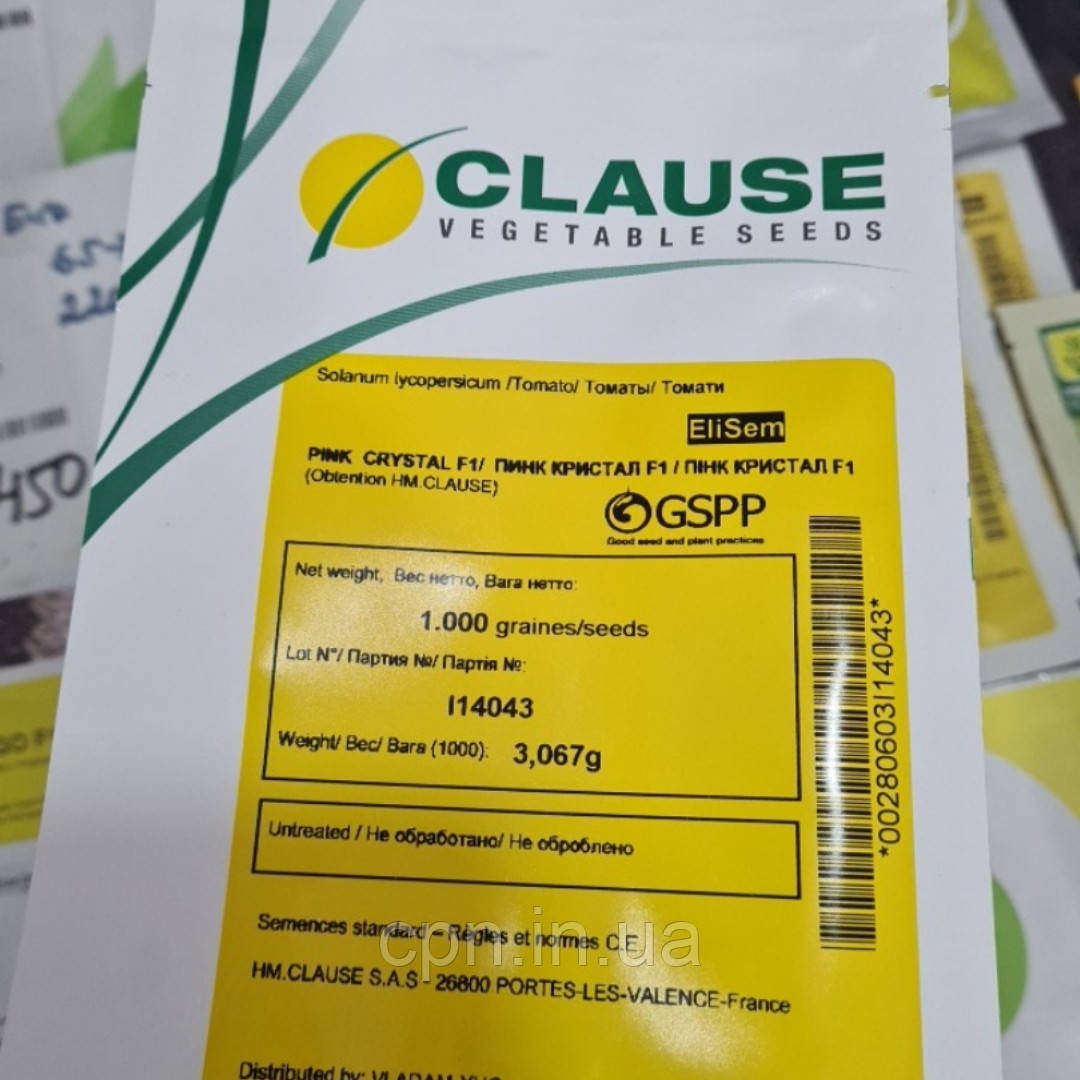 CLAUSE
VEGETABLE SEEDS
Solanum lycopersicum /Tomato/ Томаты/ Томати
EliSem
PINK CRYSTAL F1/ ПИНК КРИСТАЛ F1 / ПІНК КРИСТАЛ F1
(Obtention HM.CLAUSE)
GSPP
Good seed and plant practices
Net weight, Вес нетто, Вага нетто:
1.000 graines/seeds
Lot N°/ Партия №/ Партія №:
I14043
Weight/ Вес/ Вага (1000): 3,067g
*00280603I14043*
Untreated / Не обработано/ Не оброблено
Semences standard - Règles et normes C.E.
cpn.in.ua
HM.CLAUSE S.A.S - 26800 PORTES-LES-VALENCE-France
Distributed by:
450